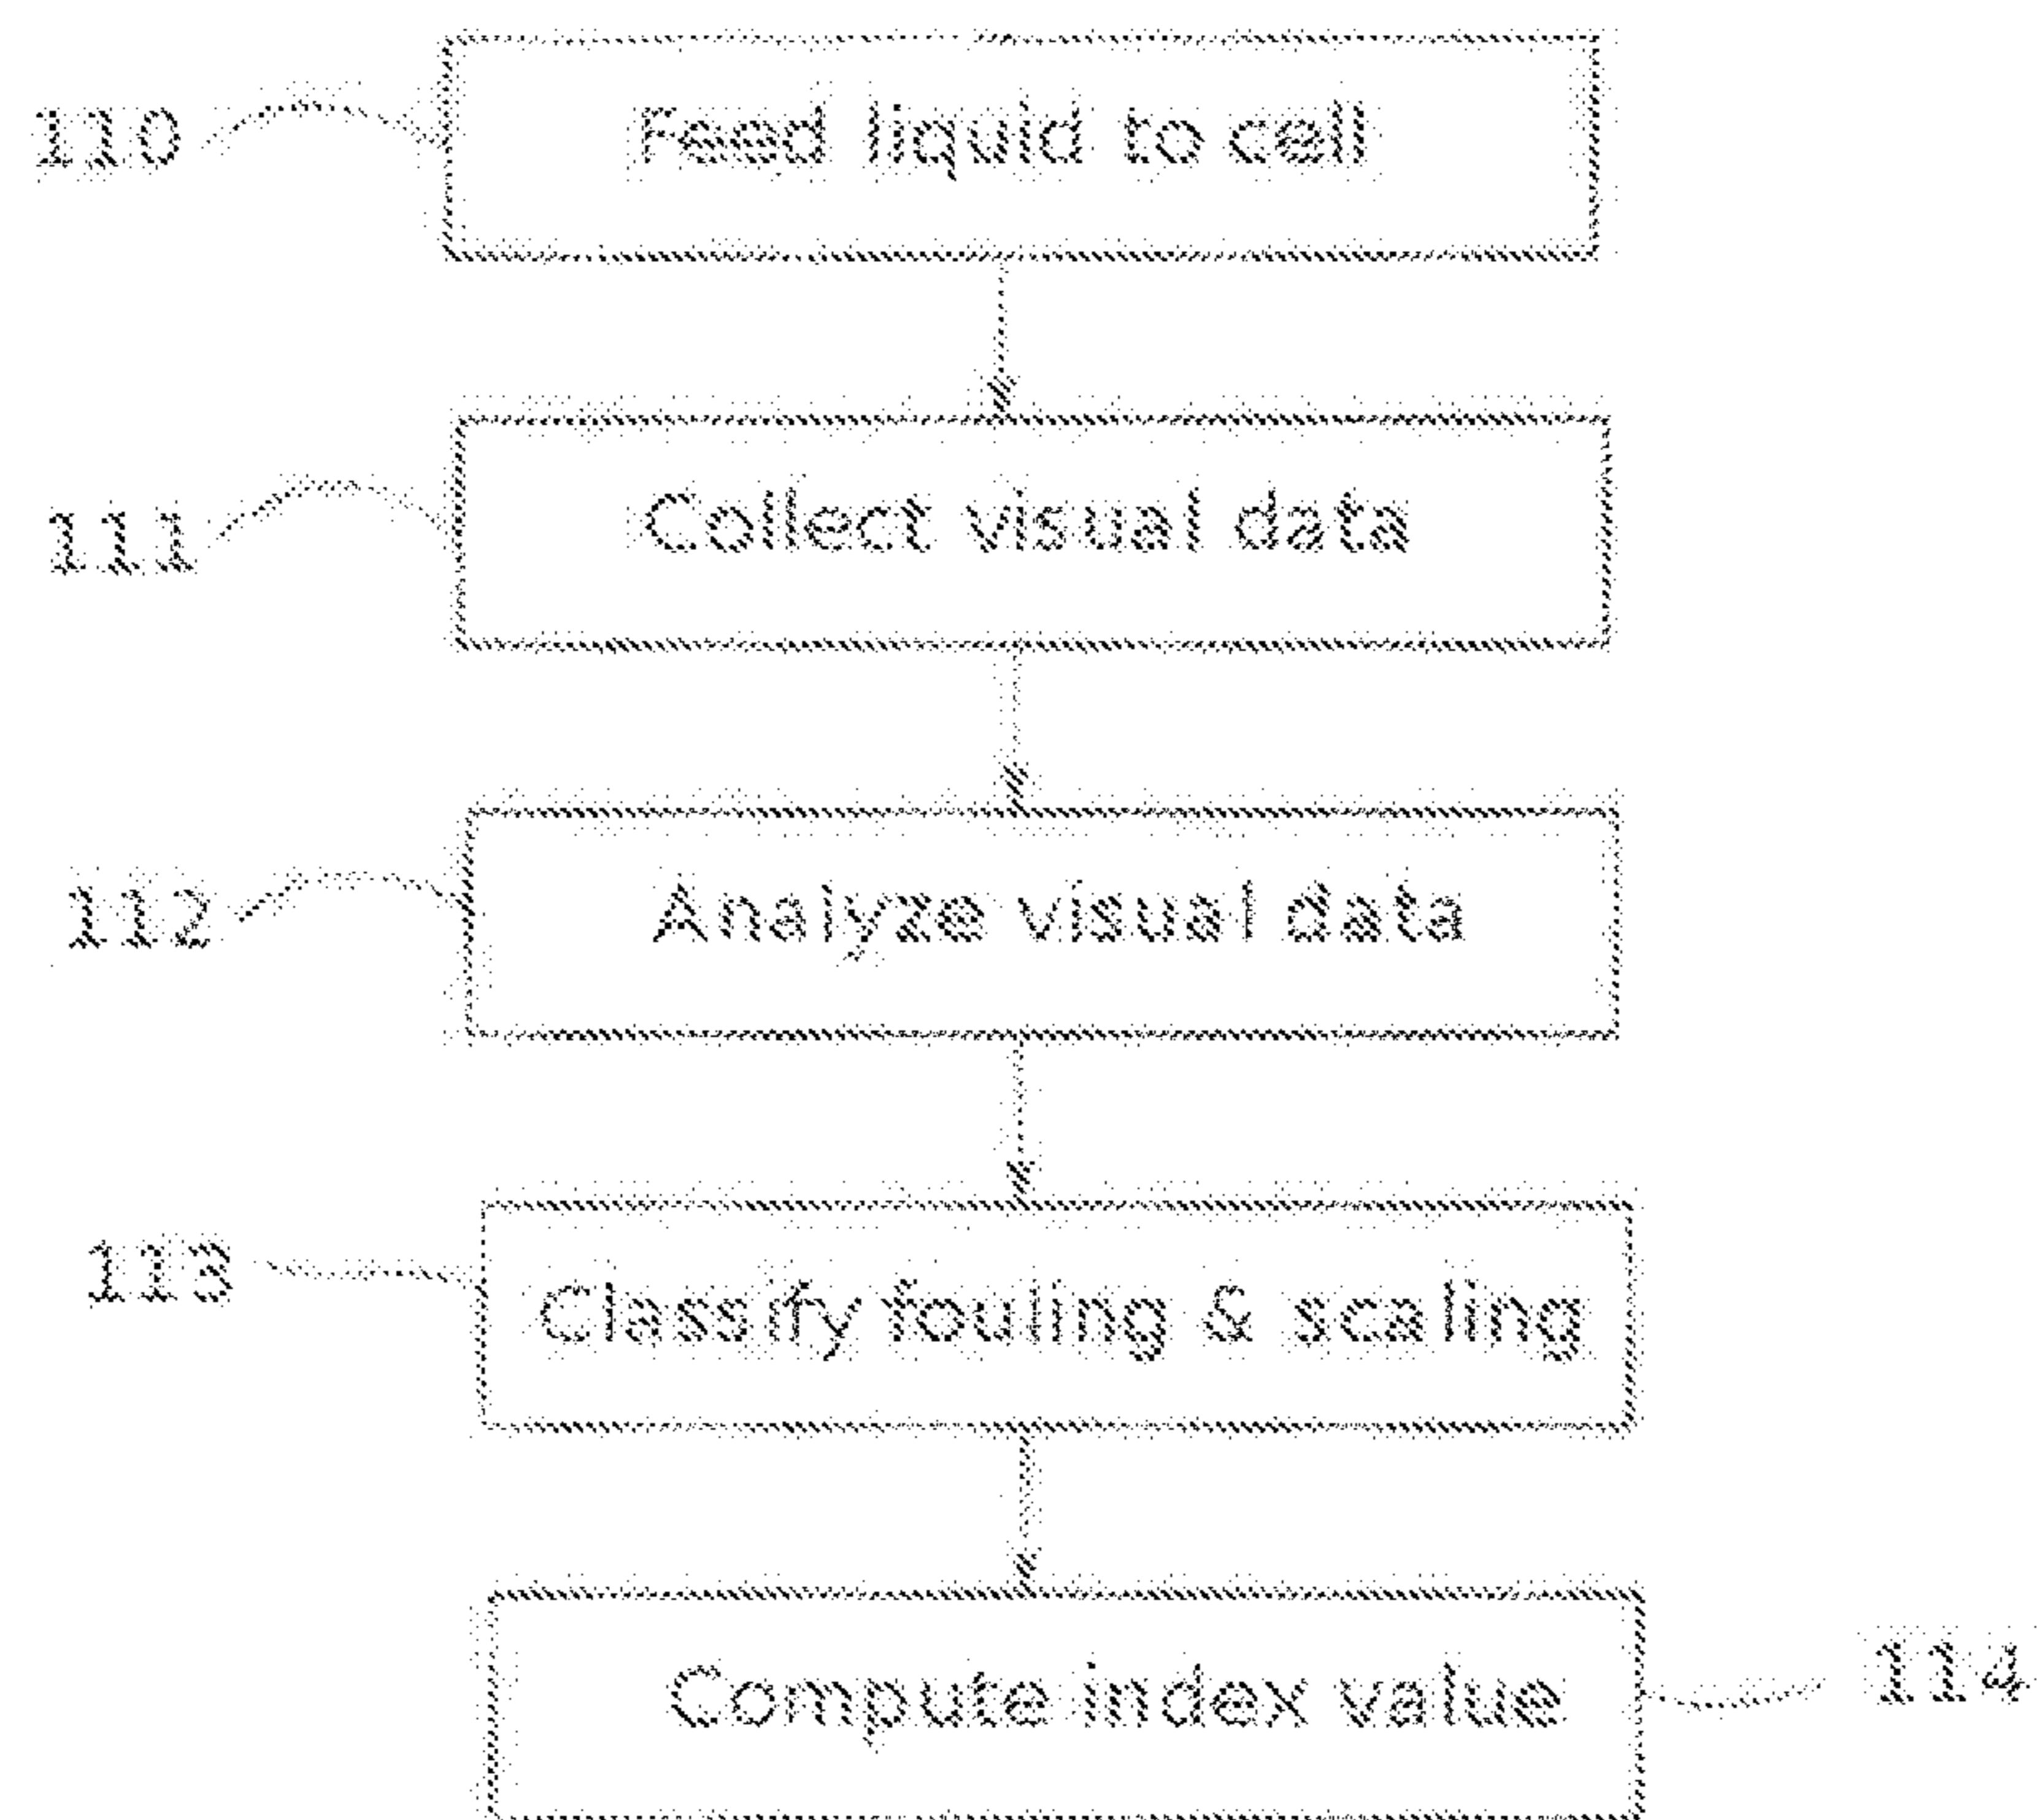 110 Feed liquid to cell
111 Collect visual data
112 Analyze visual data
113 Classify fouling & scaling
Compute index value 114